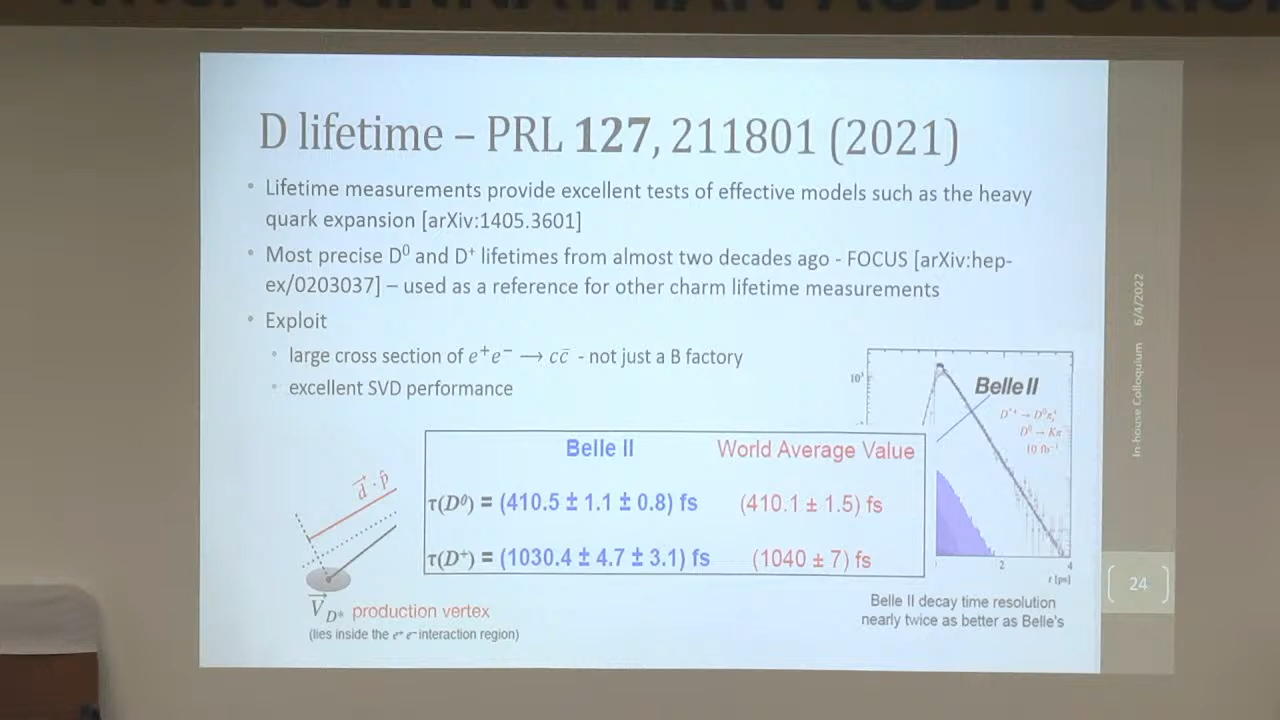 AUDITORIUM
D lifetime – PRL 127, 211801 (2021)
• Lifetime measurements provide excellent tests of effective models such as the heavy
quark expansion [arXiv:1405.3601]
• Most precise D⁰ and D⁺ lifetimes from almost two decades ago - FOCUS [arXiv:hep-
ex/0203037] – used as a reference for other charm lifetime measurements
• Exploit
• large cross section of e⁺e⁻ → cc̄ - not just a B factory
• excellent SVD performance
Belle II World Average Value
τ(D⁰) = (410.5 ± 1.1 ± 0.8) fs (410.1 ± 1.5) fs
τ(D⁺) = (1030.4 ± 4.7 ± 3.1) fs (1040 ± 7) fs
d⃗ · p̂
V⃗ D* production vertex
(lies inside the e⁺ e⁻ interaction region)
10³
Belle II
D⁰ → Kπ
10 fb⁻¹
2 4
t [ps]
Belle II decay time resolution
nearly twice as better as Belle's
In-house Colloquium 6/4/2022
24